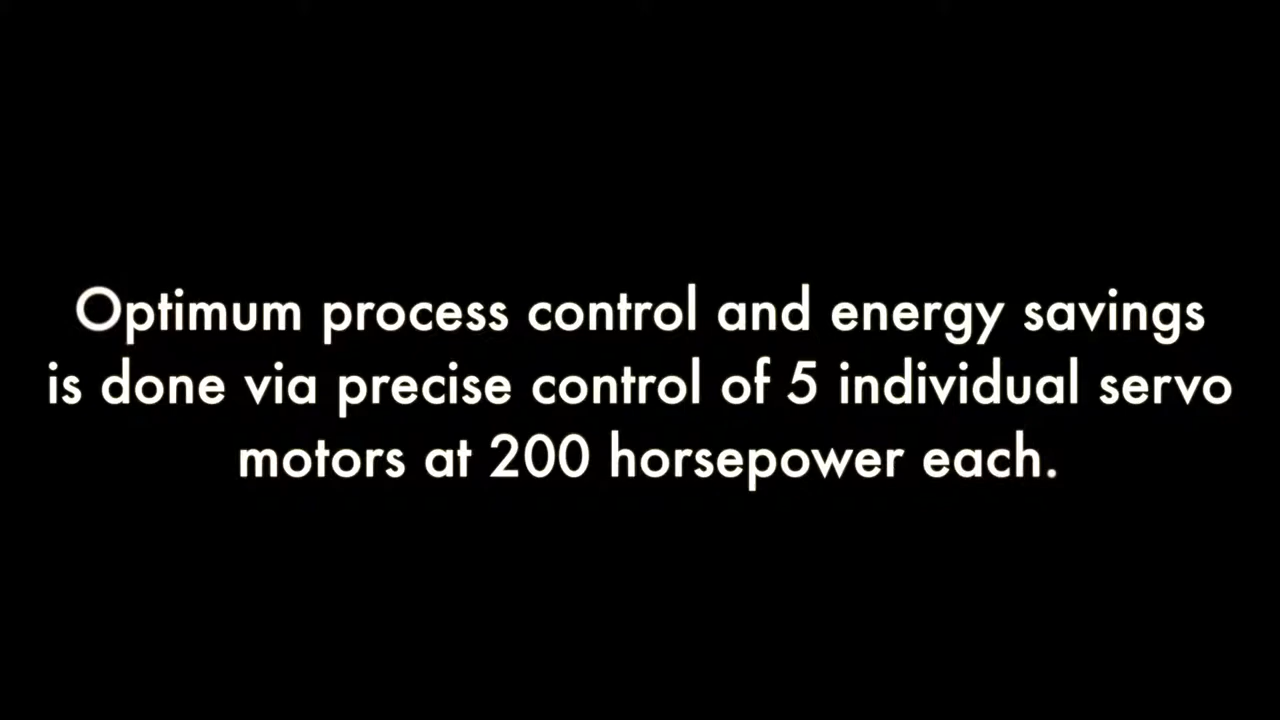 Optimum process control and energy savings
is done via precise control of 5 individual servo
motors at 200 horsepower each.